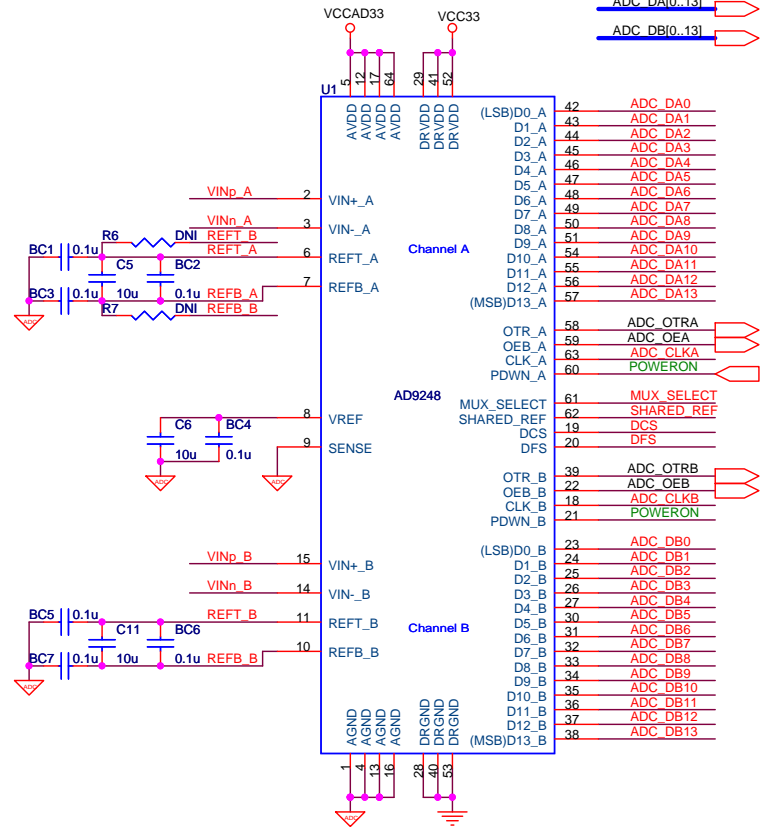 ADC_DA[0..13]
VCCAD33
VCC33
ADC_DB[0..13]
5
12
17
64
29
41
52
U1
AVDD
AVDD
AVDD
AVDD
DRVDD
DRVDD
DRVDD
(LSB)D0_A 42 ADC_DA0
D1_A 43 ADC_DA1
D2_A 44 ADC_DA2
D3_A 45 ADC_DA3
D4_A 46 ADC_DA4
D5_A 47 ADC_DA5
D6_A 48 ADC_DA6
D7_A 49 ADC_DA7
D8_A 50 ADC_DA8
D9_A 51 ADC_DA9
D10_A 54 ADC_DA10
D11_A 55 ADC_DA11
D12_A 56 ADC_DA12
(MSB)D13_A 57 ADC_DA13
VINp_A 2 VIN+_A
VINn_A 3 VIN-_A
R6 DNI REFT_B
BC1 0.1u REFT_A 6 REFT_A
Channel A
C5 BC2
BC3 0.1u 10u 0.1u REFB_A 7 REFB_A
R7 DNI REFB_B
ADC
OTR_A 58 ADC_OTRA
OEB_A 59 ADC_OEA
CLK_A 63 ADC_CLKA
PDWN_A 60 POWERON
AD9248
MUX_SELECT 61 MUX_SELECT
SHARED_REF 62 SHARED_REF
DCS 19 DCS
DFS 20 DFS
8 VREF
C6 BC4
10u 0.1u
9 SENSE
ADC
ADC
OTR_B 39 ADC_OTRB
OEB_B 22 ADC_OEB
CLK_B 18 ADC_CLKB
PDWN_B 21 POWERON
VINp_B 15 VIN+_B
VINn_B 14 VIN-_B
BC5 0.1u REFT_B 11 REFT_B
C11 BC6
Channel B
BC7 0.1u 10u 0.1u REFB_B 10 REFB_B
ADC
(LSB)D0_B 23 ADC_DB0
D1_B 24 ADC_DB1
D2_B 25 ADC_DB2
D3_B 26 ADC_DB3
D4_B 27 ADC_DB4
D5_B 30 ADC_DB5
D6_B 31 ADC_DB6
D7_B 32 ADC_DB7
D8_B 33 ADC_DB8
D9_B 34 ADC_DB9
D10_B 35 ADC_DB10
D11_B 36 ADC_DB11
D12_B 37 ADC_DB12
(MSB)D13_B 38 ADC_DB13
AGND
AGND
AGND
AGND
DRGND
DRGND
DRGND
1
4
13
16
28
40
53
ADC